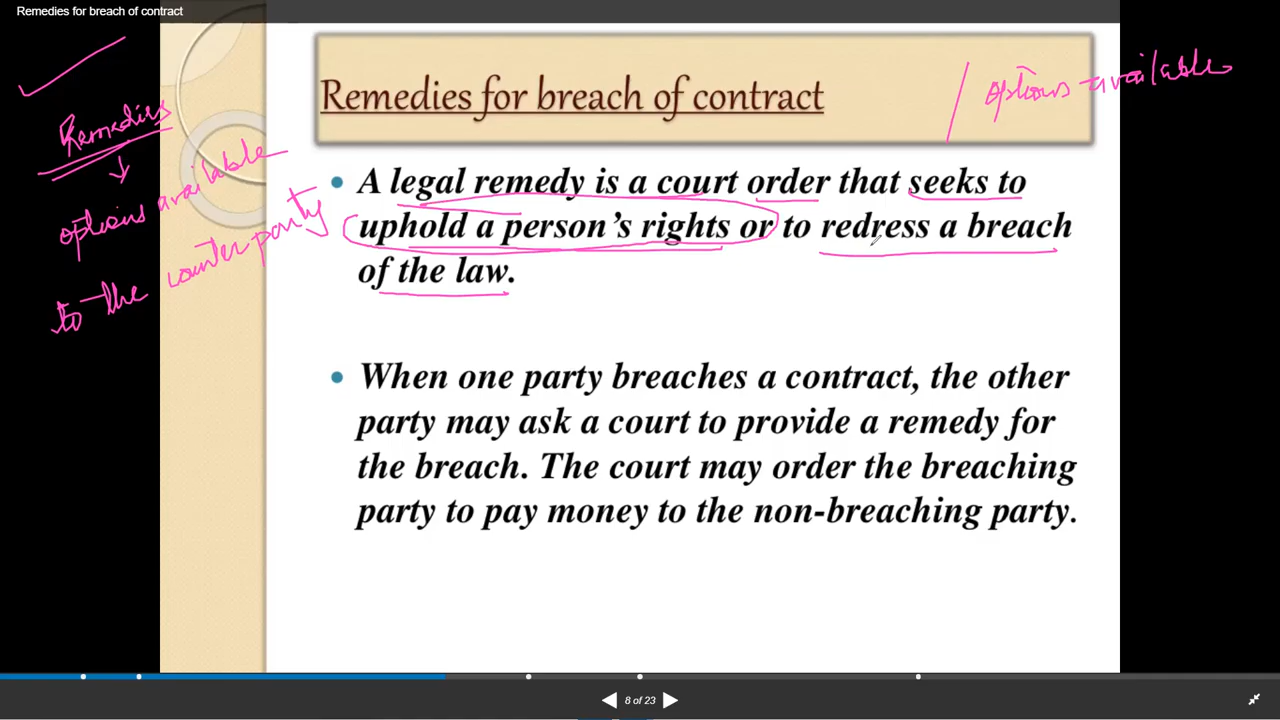 Remedies for breach of contract
Remedies for breach of contract
/ options available
Remedies
options available
to the counter party
• A legal remedy is a court order that seeks to
uphold a person's rights or to redress a breach
of the law.
• When one party breaches a contract, the other
party may ask a court to provide a remedy for
the breach. The court may order the breaching
party to pay money to the non-breaching party.
8 of 23